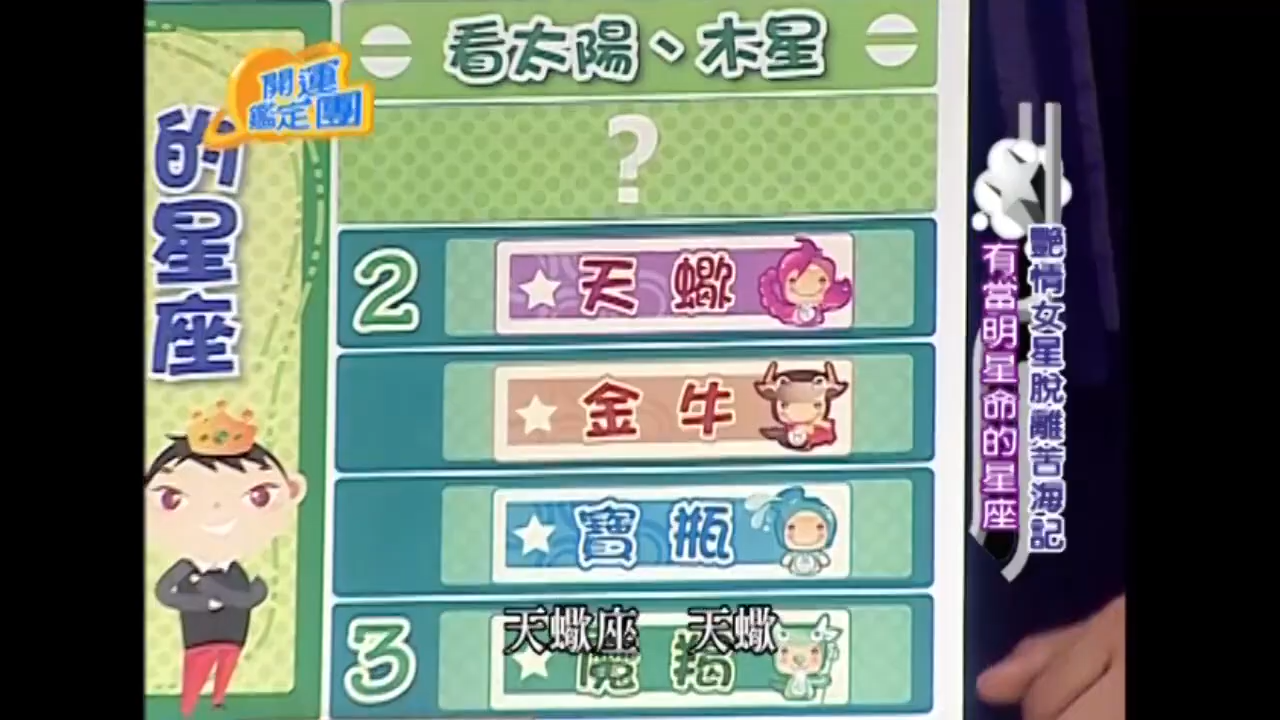 開運
鑑定團
的星座
看太陽、木星
?
2
天蠍
金牛
寶瓶
3
魔羯
天蠍座 天蠍
艷情女星脫離苦海記
有當明星命的星座